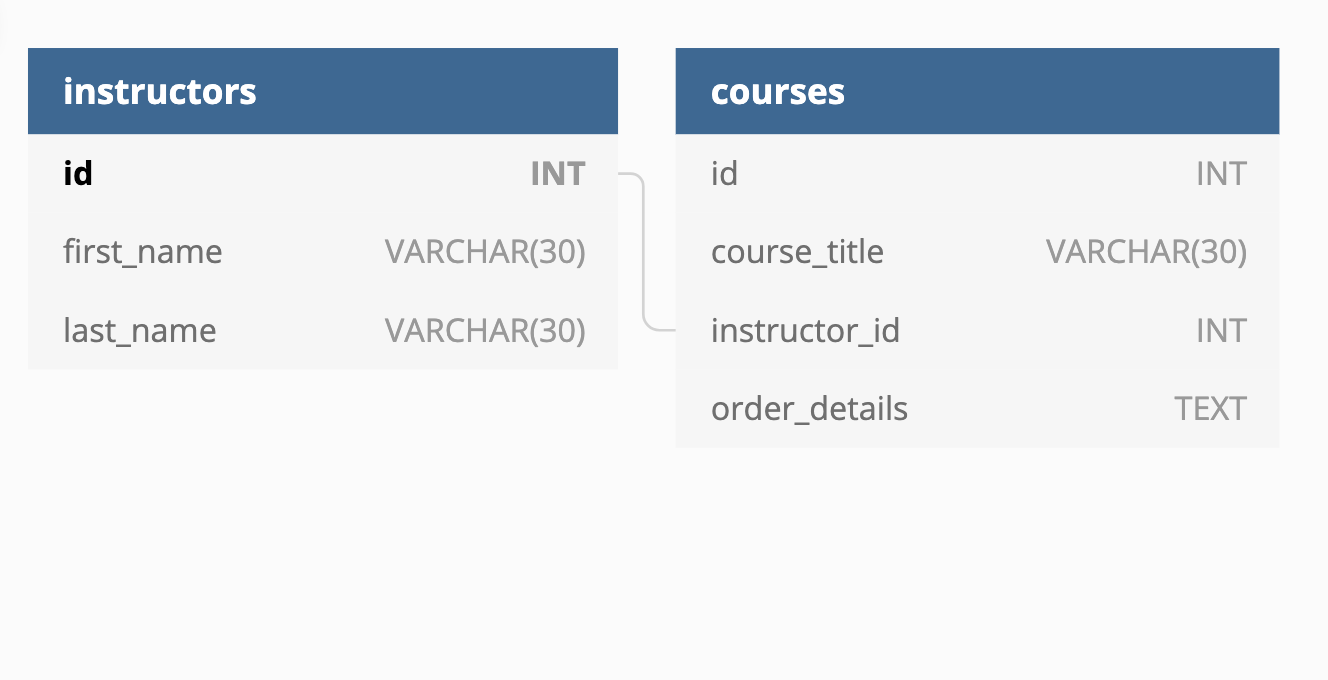 instructors
id INT
first_name VARCHAR(30)
last_name VARCHAR(30)
courses
id INT
course_title VARCHAR(30)
instructor_id INT
order_details TEXT